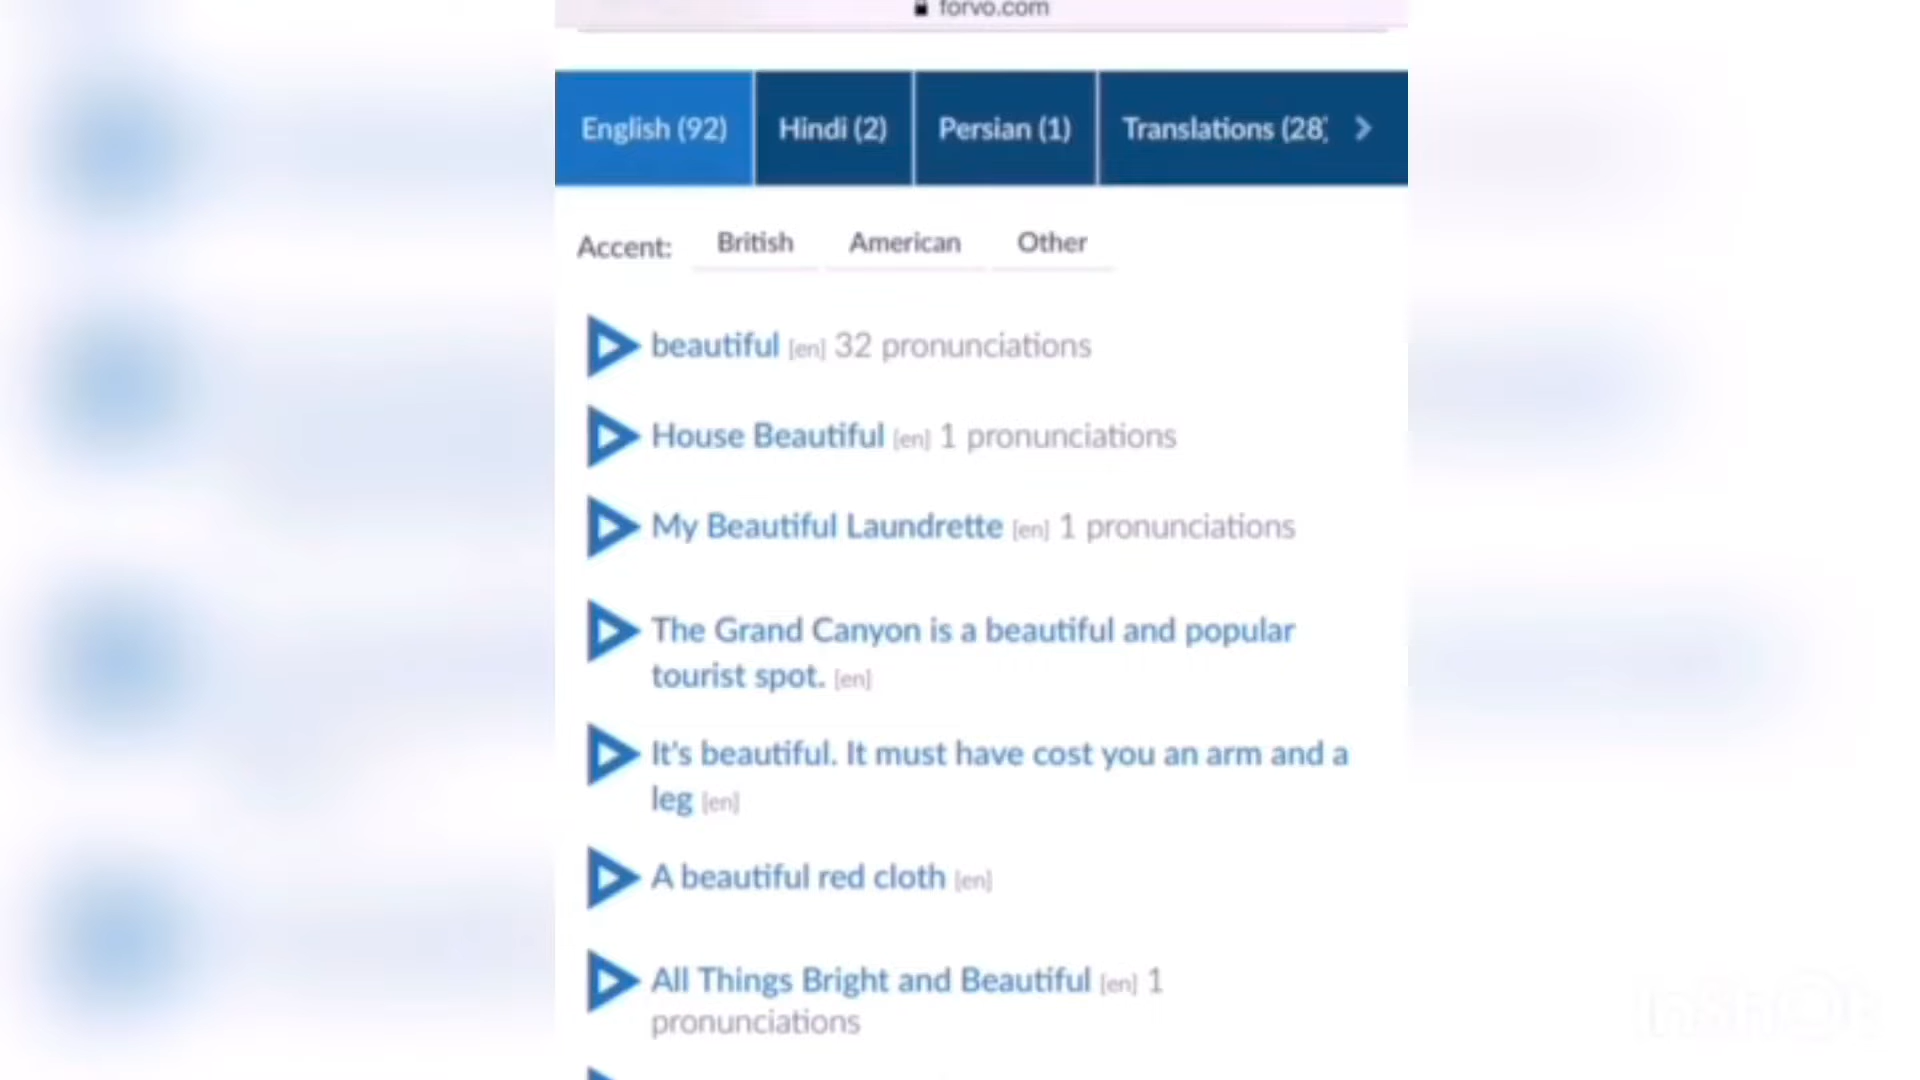 forvo.com
English (92) Hindi (2) Persian (1) Translations (28)
Accent: British American Other
beautiful [en] 32 pronunciations
House Beautiful [en] 1 pronunciations
My Beautiful Laundrette [en] 1 pronunciations
The Grand Canyon is a beautiful and popular
tourist spot. [en]
It's beautiful. It must have cost you an arm and a
leg [en]
A beautiful red cloth [en]
All Things Bright and Beautiful [en] 1
pronunciations